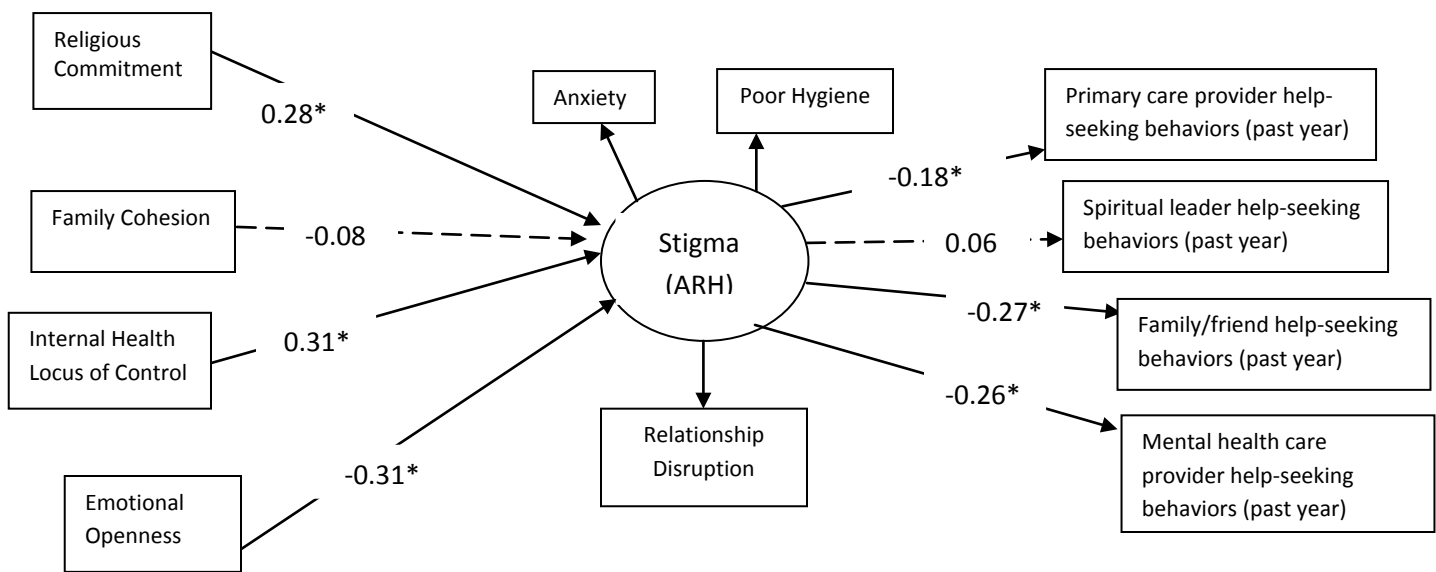 Religious
Commitment
0.28*
Family Cohesion
-0.08
Internal Health
Locus of Control
0.31*
Emotional
Openness
-0.31*
Anxiety
Poor Hygiene
Stigma
(ARH)
Relationship
Disruption
-0.18*
Primary care provider help-
seeking behaviors (past year)
0.06
Spiritual leader help-seeking
behaviors (past year)
-0.27*
Family/friend help-seeking
behaviors (past year)
-0.26*
Mental health care
provider help-seeking
behaviors (past year)